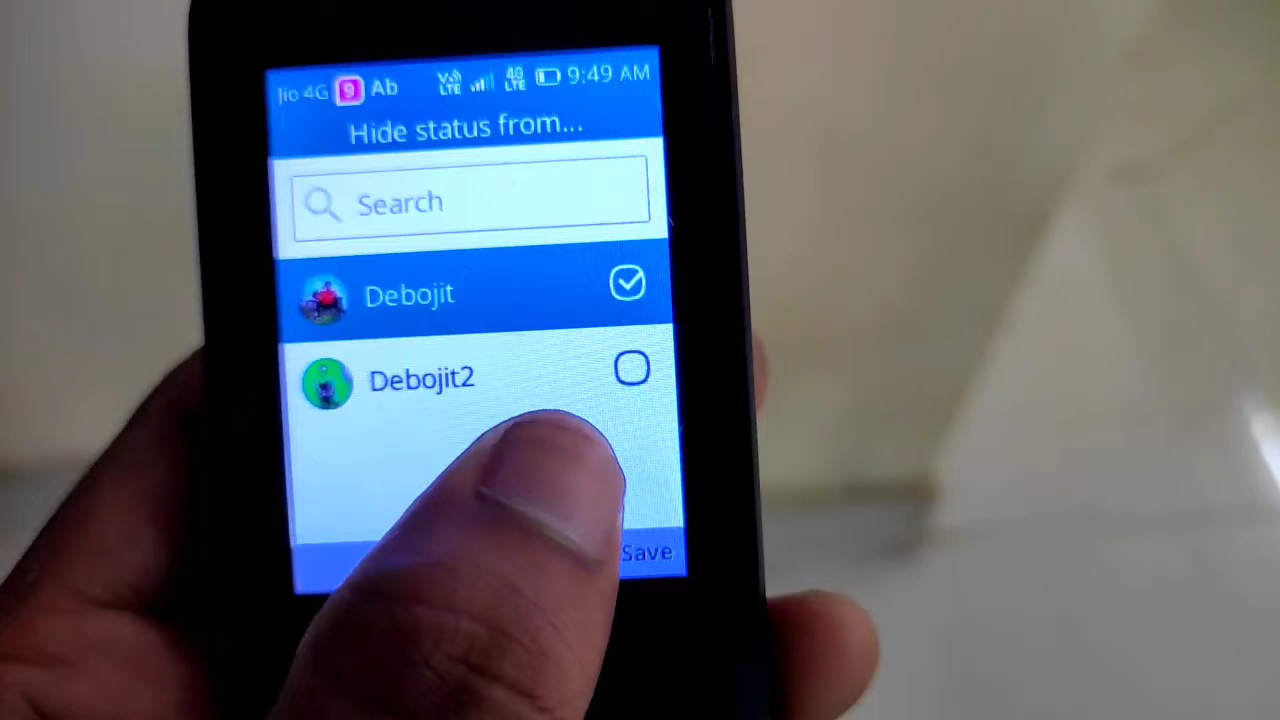 Jio 4G 9 Ab Vo) LTE 4G LTE 9:49 AM
Hide status from...
Search
Debojit
Debojit2
Save